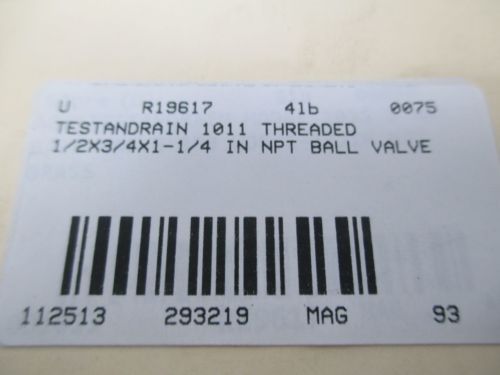 U R19617 4lb 0075
TESTANDRAIN 1011 THREADED
1/2X3/4X1-1/4 IN NPT BALL VALVE
112513 293219 MAG 93